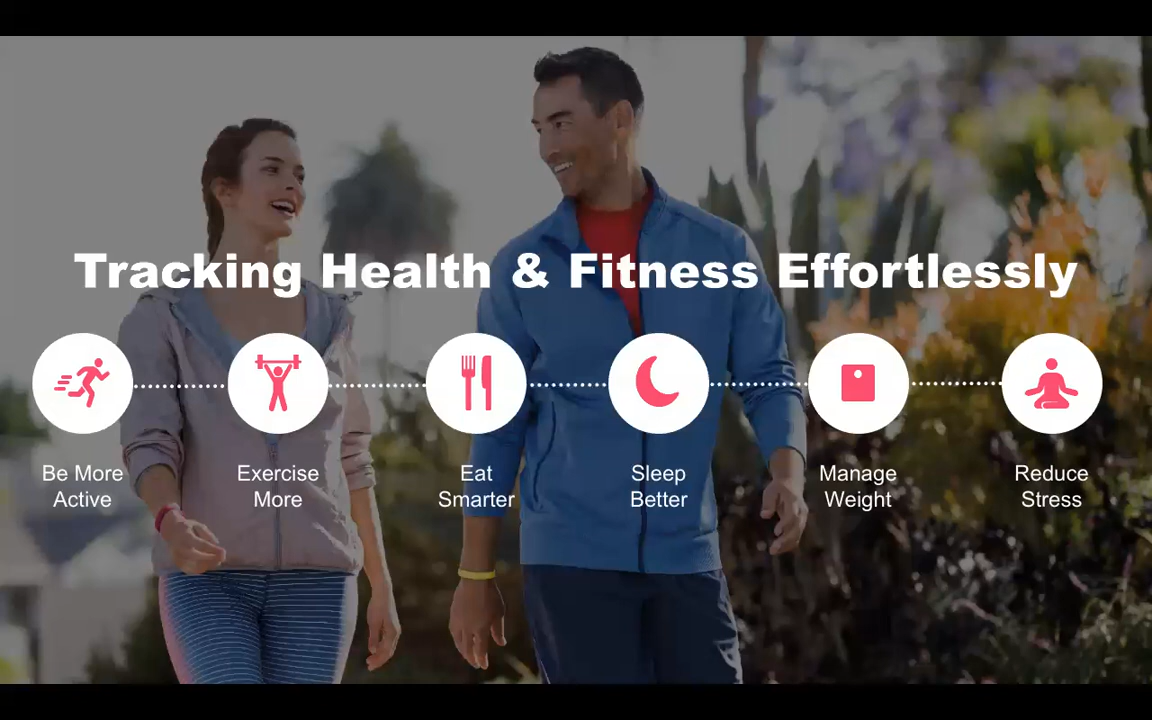 Tracking Health & Fitness Effortlessly
Be More
Active
Exercise
More
Eat
Smarter
Sleep
Better
Manage
Weight
Reduce
Stress